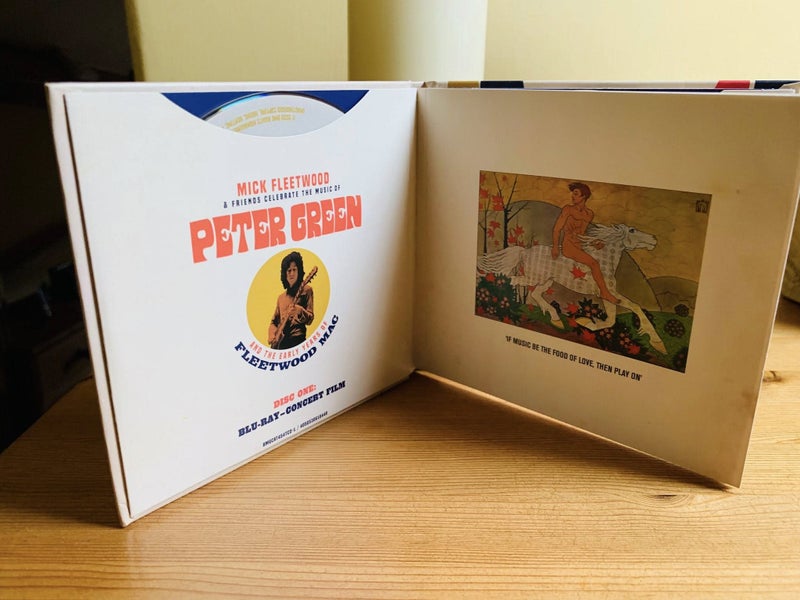 MICK FLEETWOOD
& FRIENDS CELEBRATE THE MUSIC OF
PETER GREEN
AND THE EARLY YEARS OF
FLEETWOOD MAC
DISC ONE:
BLU-RAY–CONCERT FILM
'IF MUSIC BE THE FOOD OF LOVE, THEN PLAY ON'